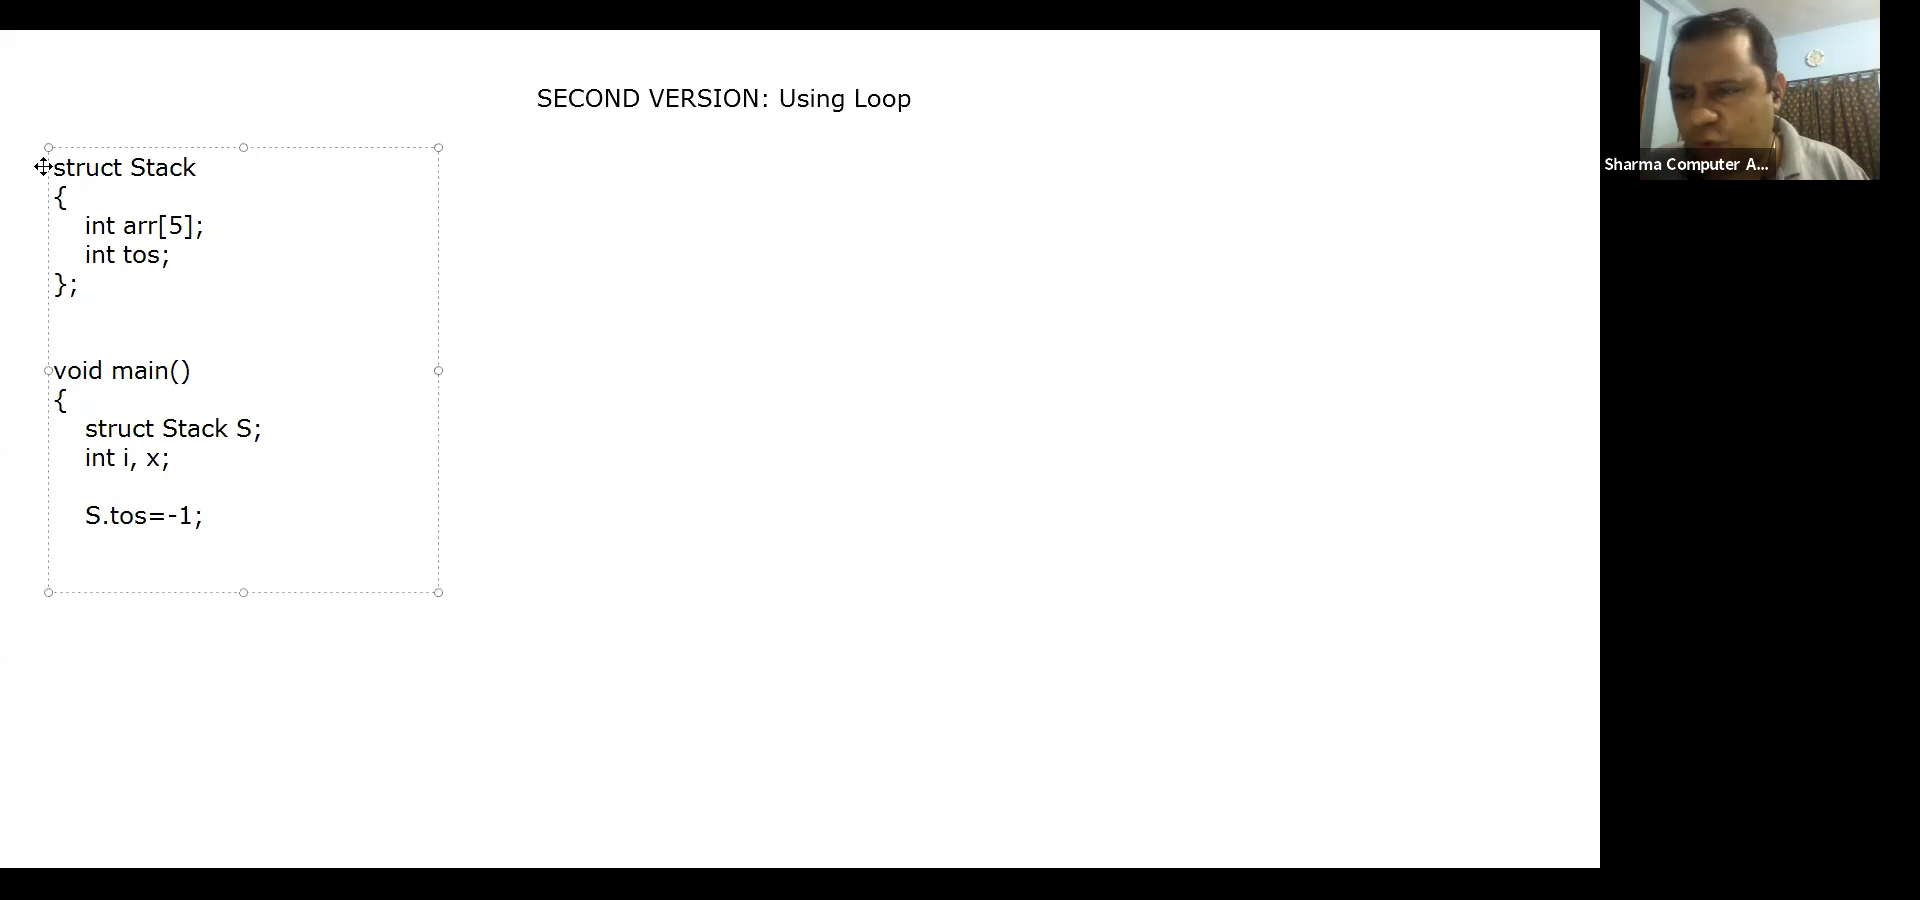 SECOND VERSION: Using Loop
struct Stack
{
int arr[5];
int tos;
};
void main()
{
struct Stack S;
int i, x;
S.tos=-1;
Sharma Computer A...